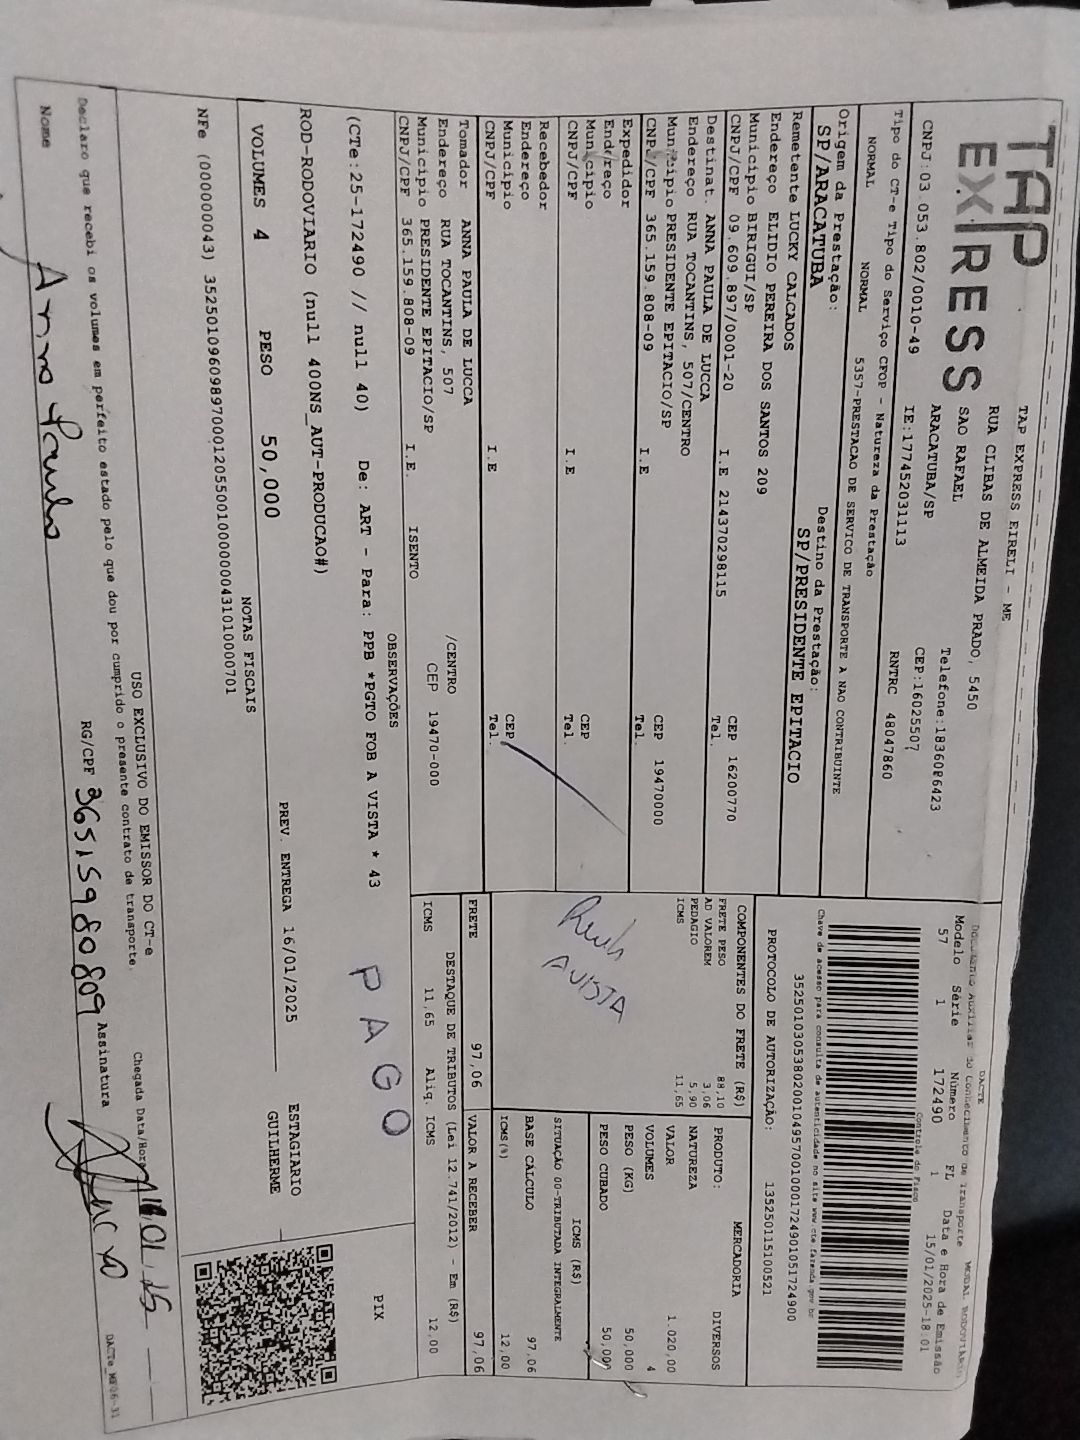 TAP
EXPRESS
TAP EXPRESS EIRELI - ME
RUA CLIBAS DE ALMEIDA PRADO, 5450
SAO RAFAEL
ARACATUBA/SP
Telefone:1836086423
CEP:16025507
CNPJ:03.053.802/0010-49
IE:177452031113
RNTRC 48047860
DACTE
Documento Auxiliar do Conhecimento de Transporte
MODAL RODOVIÁRIO
Modelo Série Número FL Data e Hora de Emissão
57 1 172490 1 15/01/2025-18:01
Controle do Fisco
Tipo do CT-e Tipo do Serviço CFOP - Natureza da Prestação
NORMAL NORMAL 5357-PRESTACAO DE SERVICO DE TRANSPORTE A NAO CONTRIBUINTE
Chave de acesso para consulta de autenticidade no site www.cte.fazenda.gov.br
35250103053802001049570010001724901051724900
Origem da Prestação: Destino da Prestação:
SP/ARACATUBA SP/PRESIDENTE EPITACIO
PROTOCOLO DE AUTORIZAÇÃO: 135250115100521
Remetente LUCKY CALCADOS
Endereço ELIDIO PEREIRA DOS SANTOS 209
Municipio BIRIGUI/SP CEP 16200770
CNPJ/CPF 09.609.897/0001-20 I.E 214370298115 Tel.
Destinat. ANNA PAULA DE LUCCA
Endereço RUA TOCANTINS, 507/CENTRO
Municipio PRESIDENTE EPITACIO/SP CEP 19470000
CNPJ/CPF 365.159.808-09 I.E Tel.
Expedidor
Endereço
Municipio CEP
CNPJ/CPF I.E Tel.
Recebedor
Endereço
Municipio CEP
CNPJ/CPF I.E Tel.
Tomador ANNA PAULA DE LUCCA
Endereço RUA TOCANTINS, 507 /CENTRO
Municipio PRESIDENTE EPITACIO/SP CEP 19470-000
CNPJ/CPF 365.159.808-09 I.E. ISENTO
COMPONENTES DO FRETE (R$)
FRETE PESO 88,10
AD VALOREM 3,06
PEDAGIO 5,90
ICMS 11,65
AVISTA
MERCADORIA
PRODUTO: DIVERSOS
NATUREZA
VALOR 1.020,00
VOLUMES 4
PESO (KG) 50,000
PESO CUBADO 50,000
ICMS (R$)
SITUAÇÃO 00-TRIBUTADA INTEGRALMENTE
BASE CÁLCULO 97,06
ICMS(%) 12,00
FRETE 97,06 VALOR A RECEBER 97,06
DESTAQUE DE TRIBUTOS (Lei 12.741/2012) - Em (R$)
ICMS 11,65 Aliq. ICMS 12,00
OBSERVAÇÕES
(CTe:25-172490 // null 40) De: ART - Para: PPB *PGTO FOB A VISTA * 43
ROD-RODOVIARIO (null 400NS_AUT-PRODUCAO#)
PAGO
PIX
VOLUMES 4 PESO 50,000 PREV. ENTREGA 16/01/2025
ESTAGIARIO
GUILHERME
NOTAS FISCAIS
NFe (000000043) 35250109609897000120550010000000431010000701
USO EXCLUSIVO DO EMISSOR DO CT-e
Declaro que recebi os volumes em perfeito estado pelo que dou por cumprido o presente contrato de transporte.
Chegada Data/Hora
Nome Anna Paula RG/CPF 36515980809 Assinatura
DACTe_MF06-31